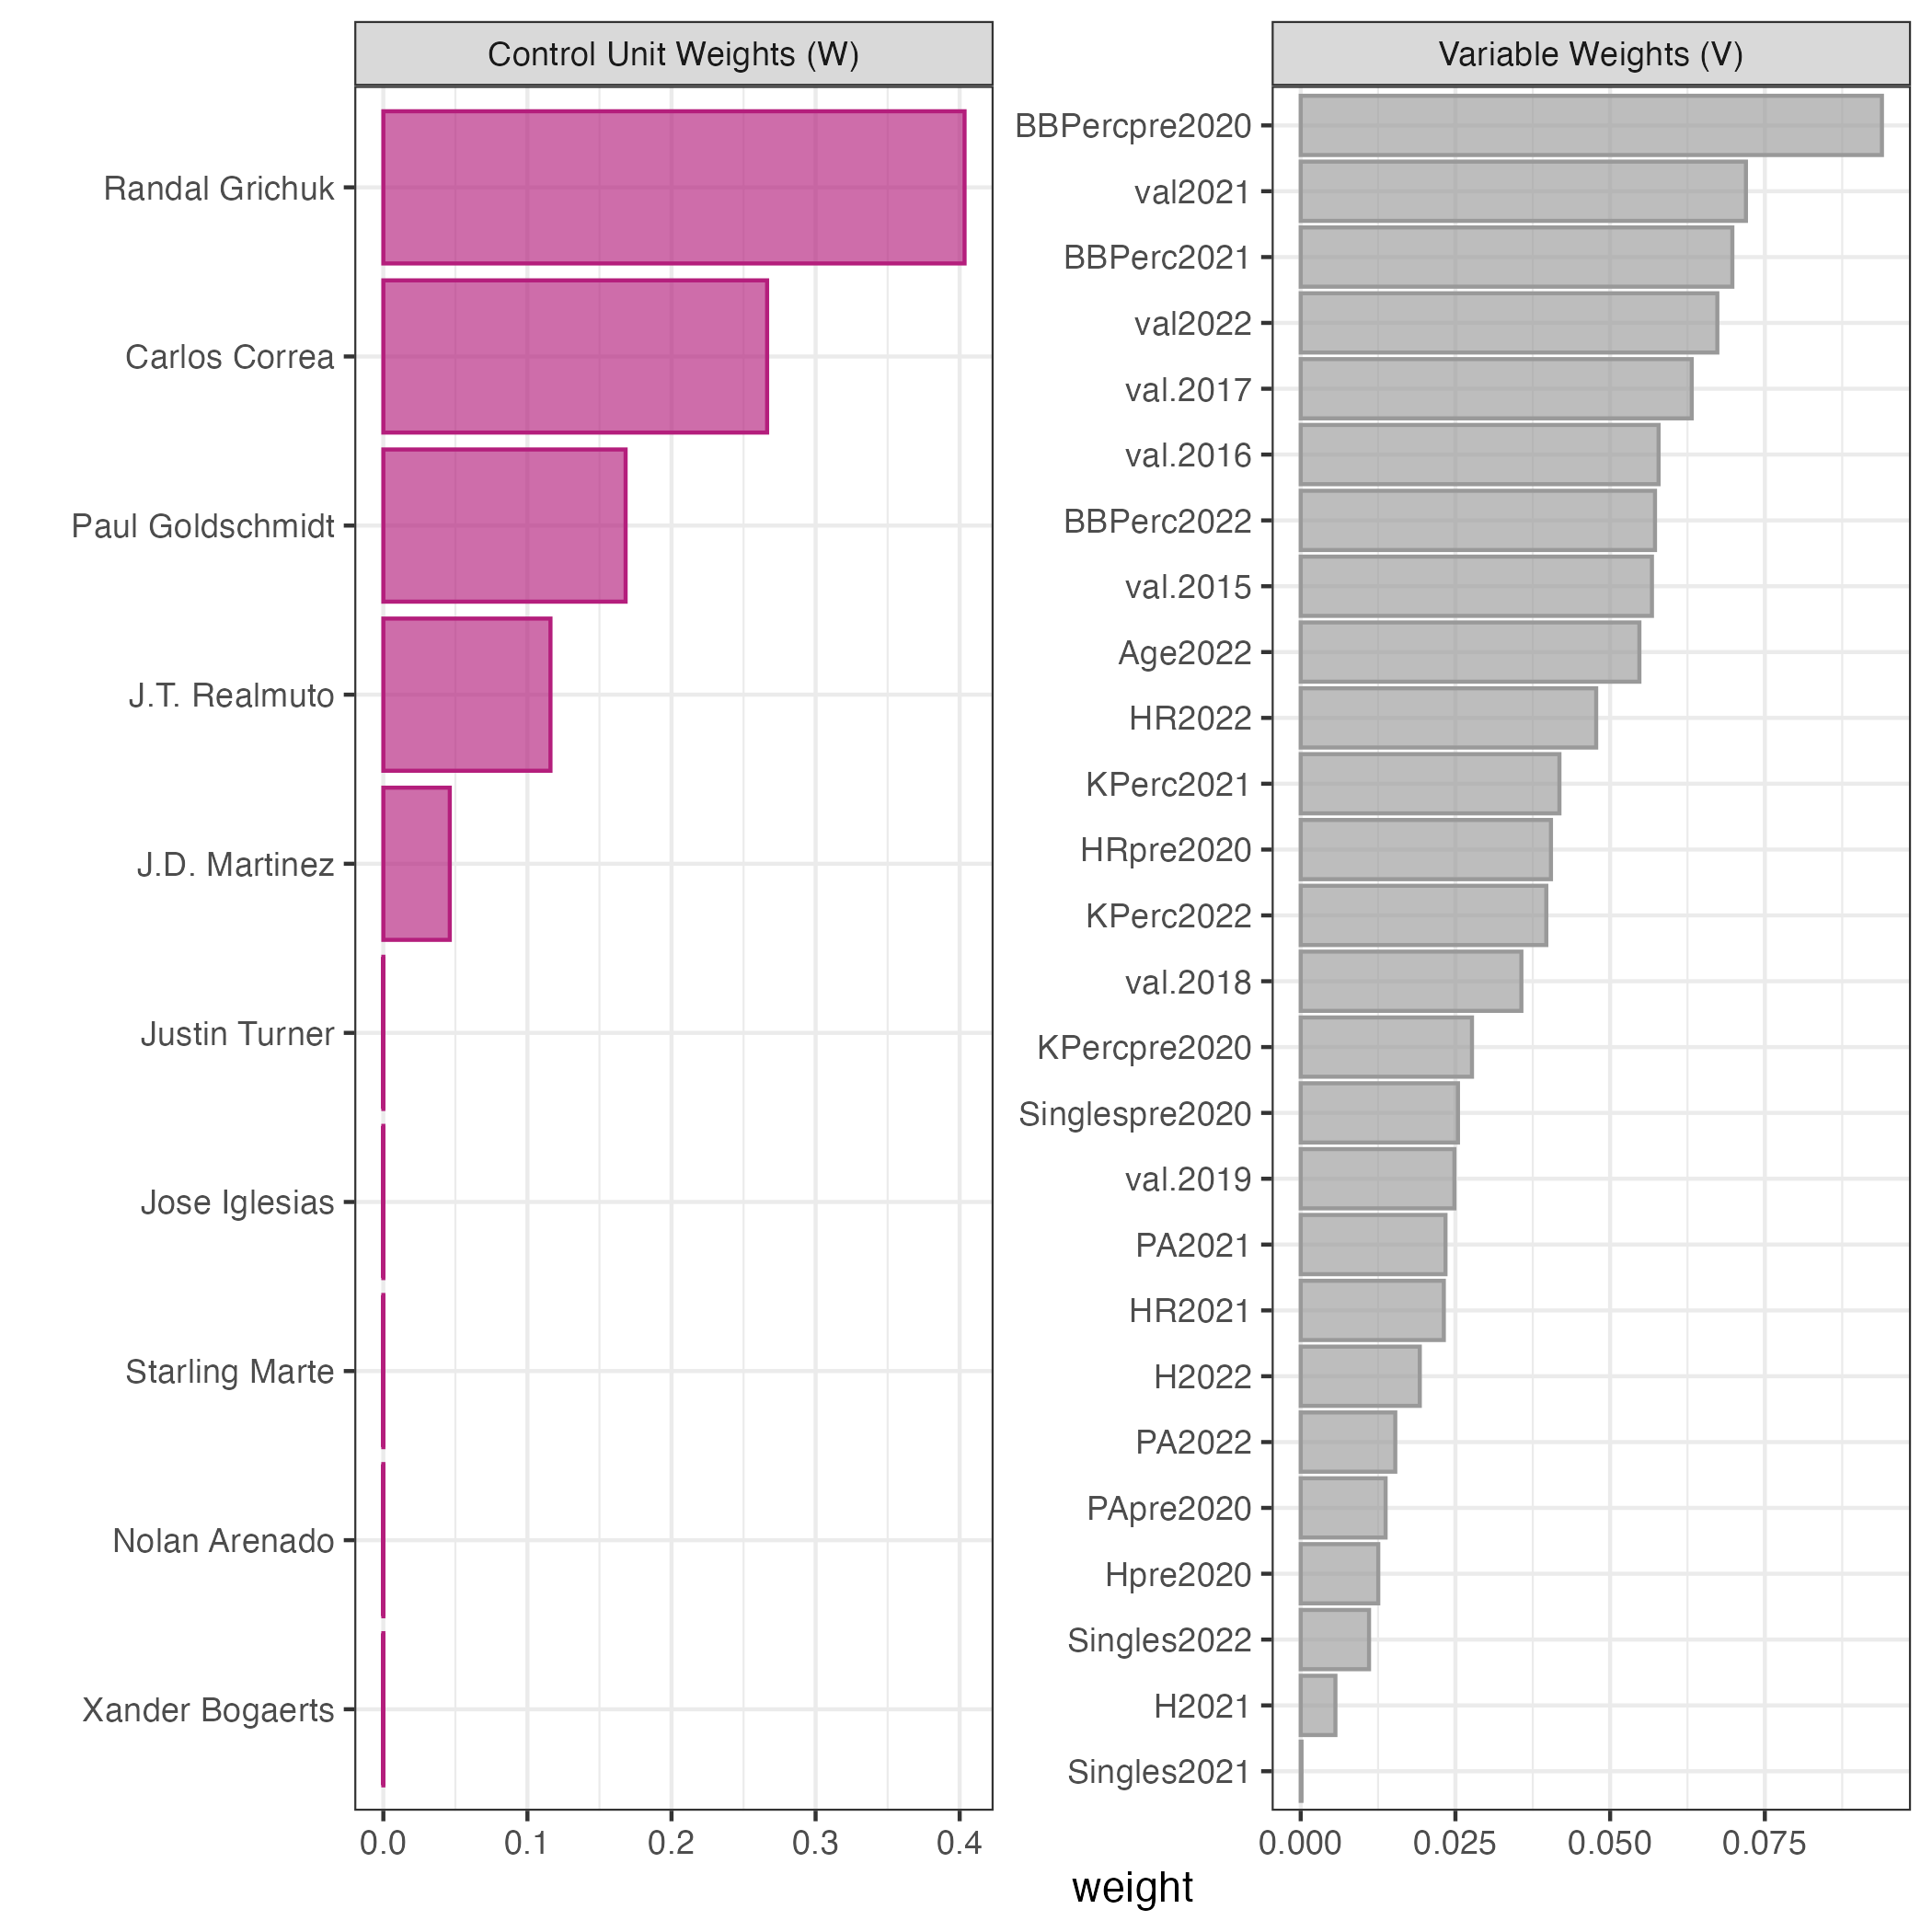 Control Unit Weights (W)
Randal Grichuk
Carlos Correa
Paul Goldschmidt
J.T. Realmuto
J.D. Martinez
Justin Turner
Jose Iglesias
Starling Marte
Nolan Arenado
Xander Bogaerts
0.0 0.1 0.2 0.3 0.4
Variable Weights (V)
BBPercpre2020
val2021
BBPerc2021
val2022
val.2017
val.2016
BBPerc2022
val.2015
Age2022
HR2022
KPerc2021
HRpre2020
KPerc2022
val.2018
KPercpre2020
Singlespre2020
val.2019
PA2021
HR2021
H2022
PA2022
PApre2020
Hpre2020
Singles2022
H2021
Singles2021
0.000 0.025 0.050 0.075
weight